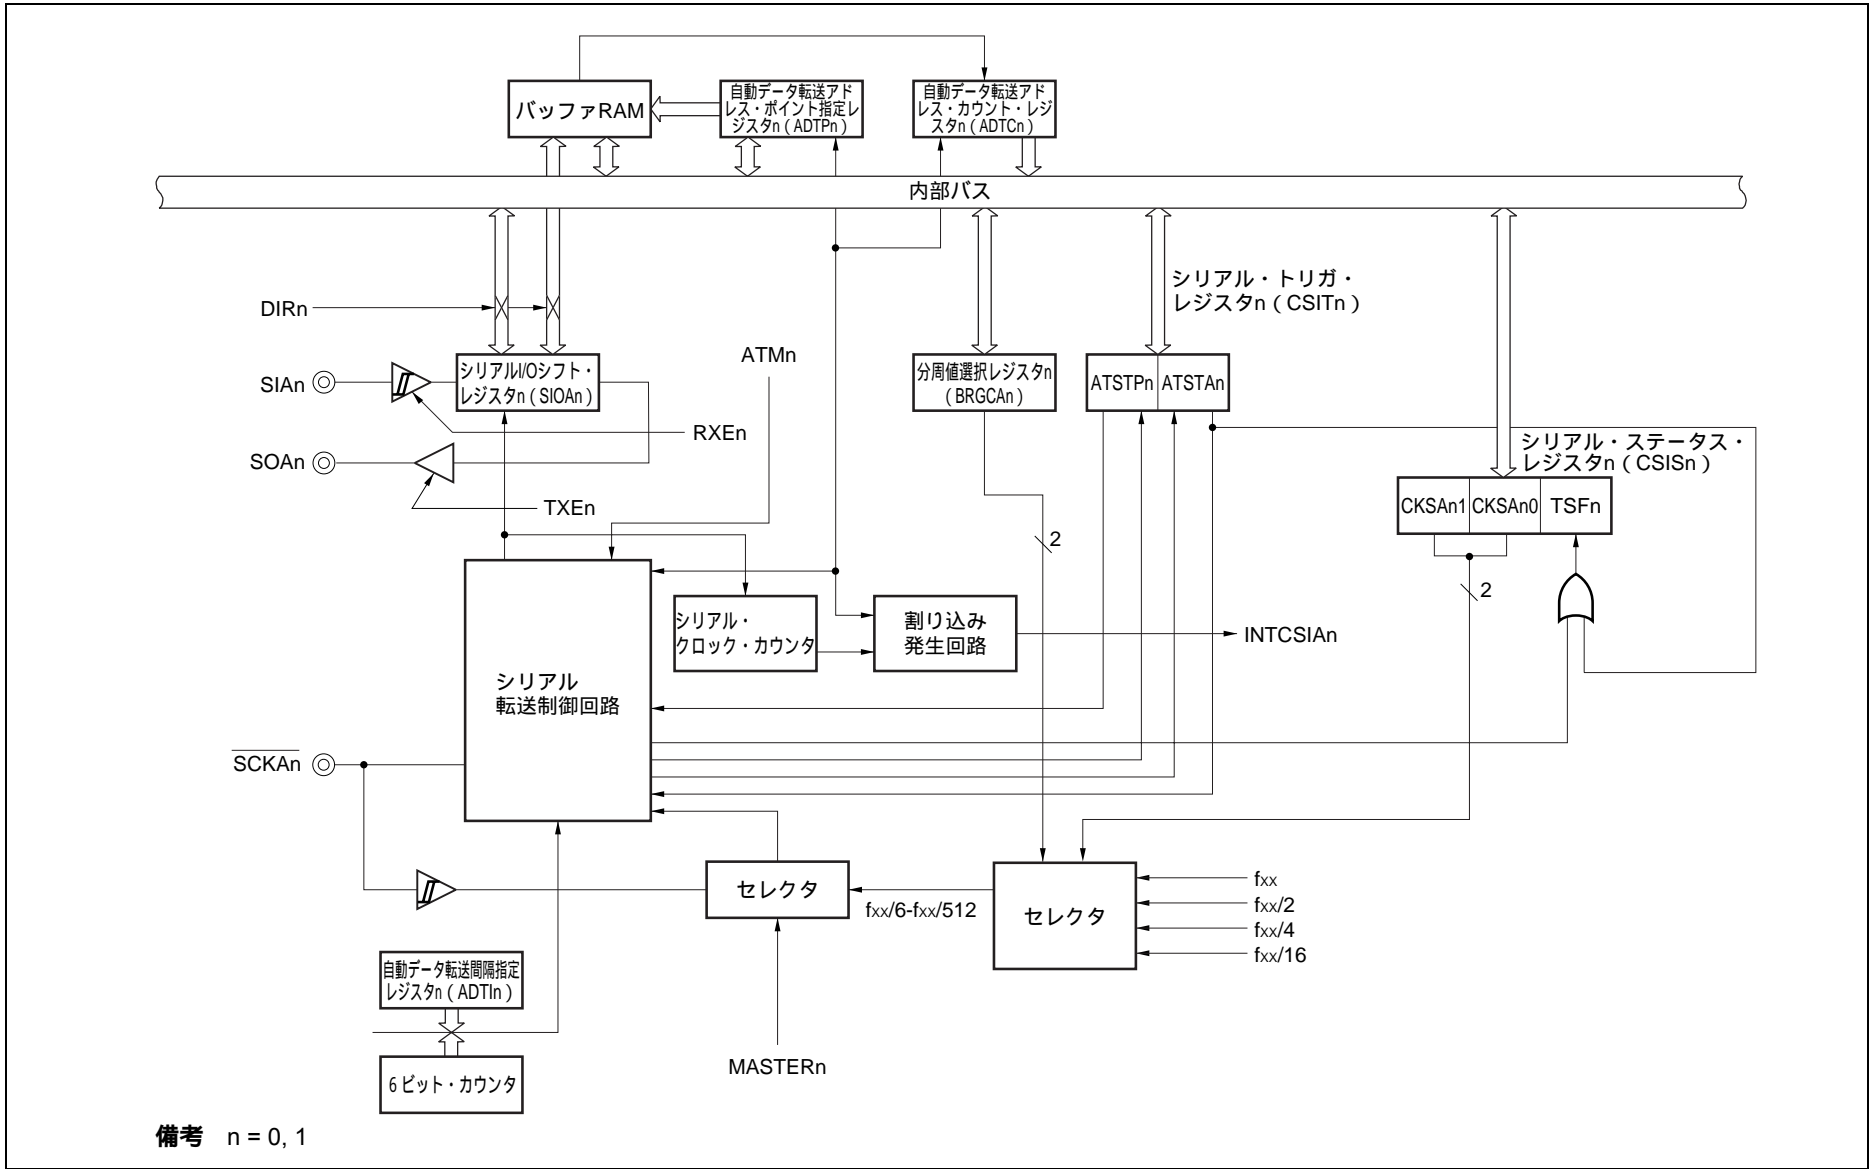 バッファRAM
自動データ転送アド
レス・ポイント指定レ
ジスタn（ADTPn）
自動データ転送アド
レス・カウント・レジ
スタn（ADTCn）
内部バス
シリアル・トリガ・
レジスタn（CSITn）
DIRn
SIAn
シリアルI/Oシフト・
レジスタn（SIOAn）
ATMn
分周値選択レジスタn
（BRGCAn）
ATSTPn ATSTAn
RXEn
SOAn
シリアル・ステータス・
レジスタn（CSISn）
TXEn
CKSAn1 CKSAn0 TSFn
2
2
シリアル・
クロック・カウンタ
割り込み
発生回路
INTCSIAn
シリアル
転送制御回路
SCKAn
セレクタ
fxx/6-fxx/512
セレクタ
fxx
fxx/2
fxx/4
fxx/16
自動データ転送間隔指定
レジスタn（ADTIn）
6ビット・カウンタ
MASTERn
備考 n = 0, 1